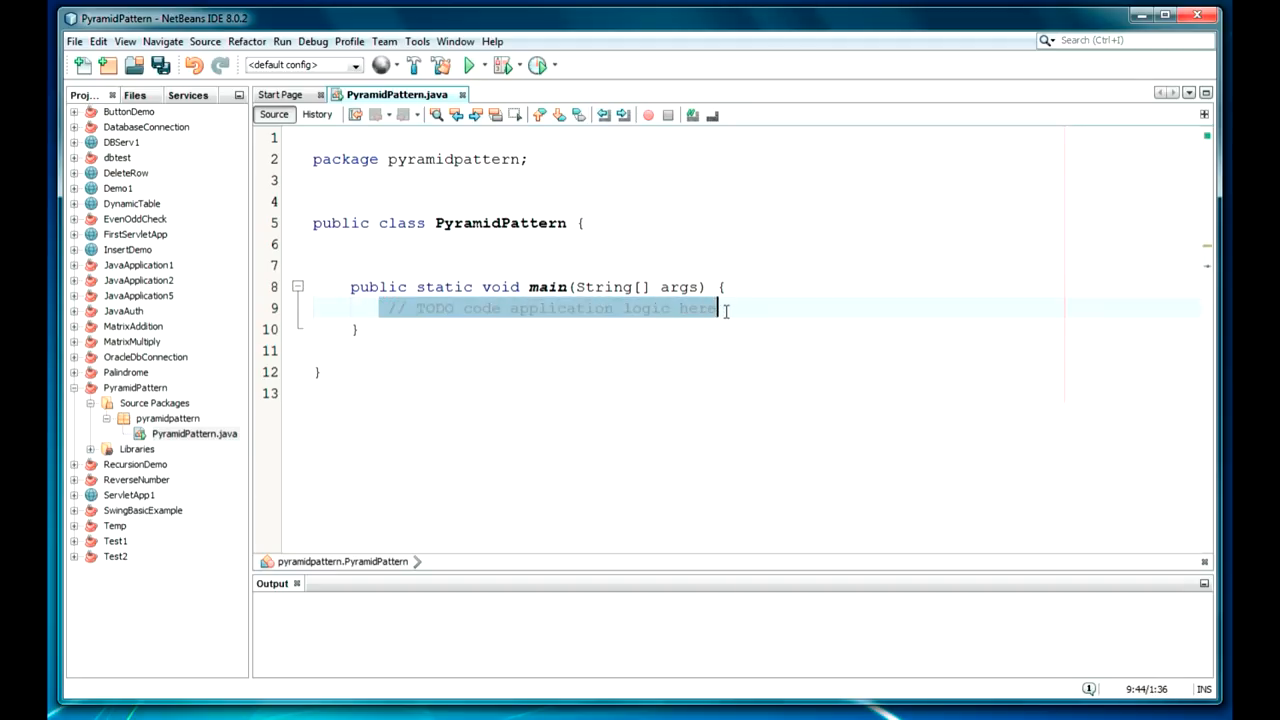 PyramidPattern - NetBeans IDE 8.0.2
File Edit View Navigate Source Refactor Run Debug Profile Team Tools Window Help
Search (Ctrl+I)
<default config>
Proj... Files Services
Start Page PyramidPattern.java
Source History
ButtonDemo
DatabaseConnection
DBServ1
dbtest
DeleteRow
Demo1
DynamicTable
EvenOddCheck
FirstServletApp
InsertDemo
JavaApplication1
JavaApplication2
JavaApplication5
JavaAuth
MatrixAddition
MatrixMultiply
OracleDbConnection
Palindrome
PyramidPattern
Source Packages
pyramidpattern
PyramidPattern.java
Libraries
RecursionDemo
ReverseNumber
ServletApp1
SwingBasicExample
Temp
Test1
Test2
1
2 package pyramidpattern;
3
4
5 public class PyramidPattern {
6
7
8 public static void main(String[] args) {
9 // TODO code application logic here
10 }
11
12 }
13
pyramidpattern.PyramidPattern
Output
1 9:44/1:36 INS